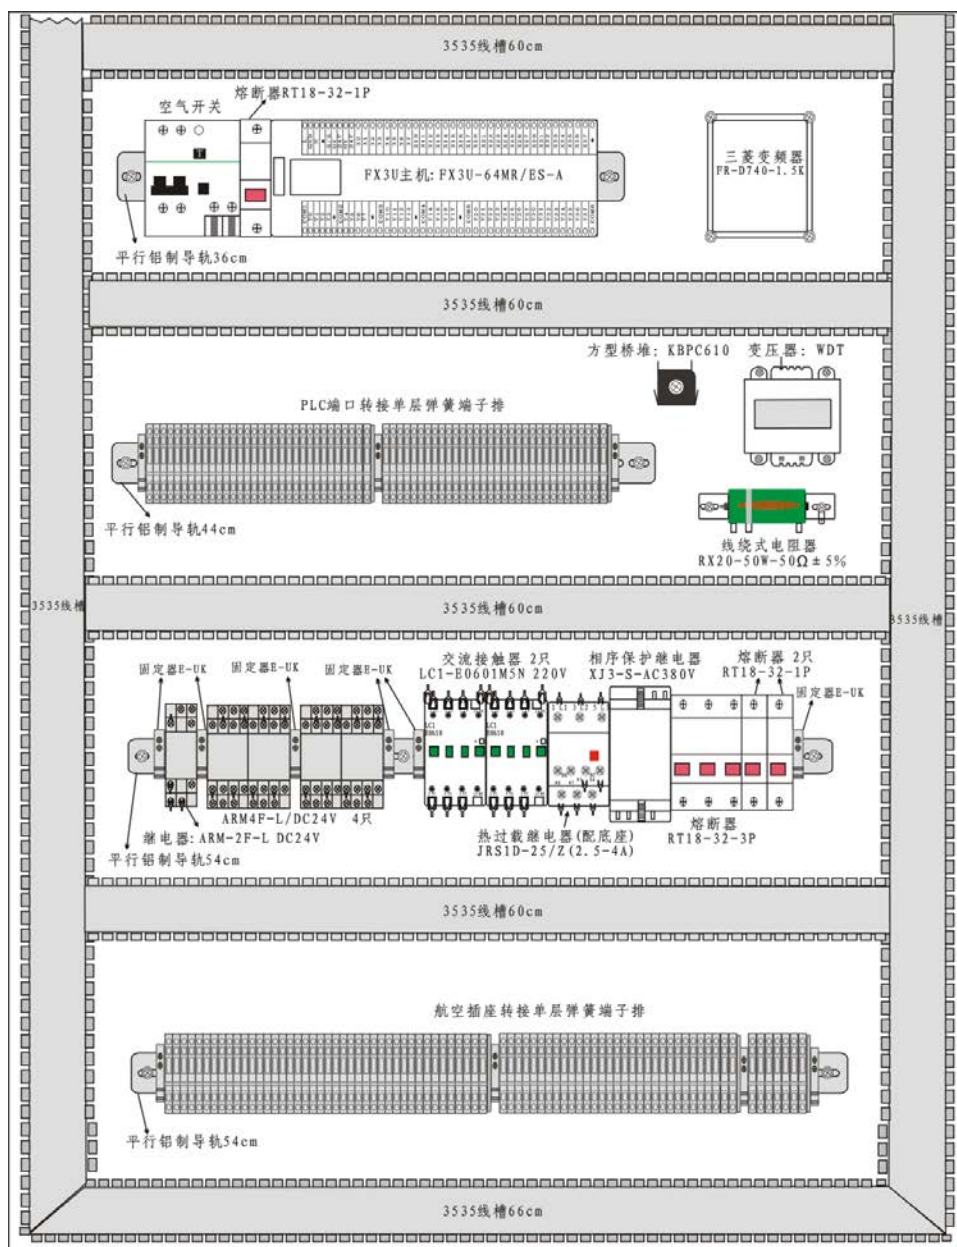 3535线槽60cm
空气开关
熔断器RT18-32-1P
T
FX3U主机:FX3U-64MR/ES-A
三菱变频器
FR-D740-1.5K
平行铝制导轨36cm
3535线槽60cm
方型桥堆: KBPC610
变压器: WDT
PLC端口转接单层弹簧端子排
平行铝制导轨44cm
线绕式电阻器
RX20-50W-50Ω±5%
3535线槽
3535线槽60cm
3535线槽
固定器E-UK
固定器E-UK
固定器E-UK
交流接触器 2只
LC1-E0601M5N 220V
相序保护继电器
XJ3-S-AC380V
熔断器 2只
RT18-32-1P
固定器E-UK
LC1
E0610
LC1
E0610
ARM4F-L/DC24V 4只
继电器: ARM-2F-L DC24V
平行铝制导轨54cm
热过载继电器(配底座)
JRS1D-25/Z(2.5-4A)
熔断器
RT18-32-3P
3535线槽60cm
航空插座转接单层弹簧端子排
平行铝制导轨54cm
3535线槽66cm